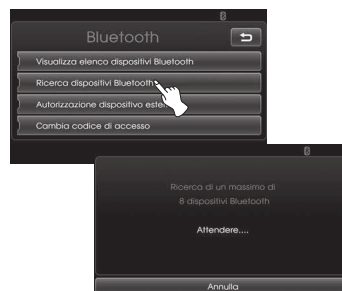 Bluetooth
Visualizza elenco dispositivi Bluetooth
Ricerca dispositivi Bluetooth
Autorizzazione dispositivo
Cambia codice di accesso
Ricerca di un massimo di
8 dispositivi Bluetooth
Attendere....
Annulla